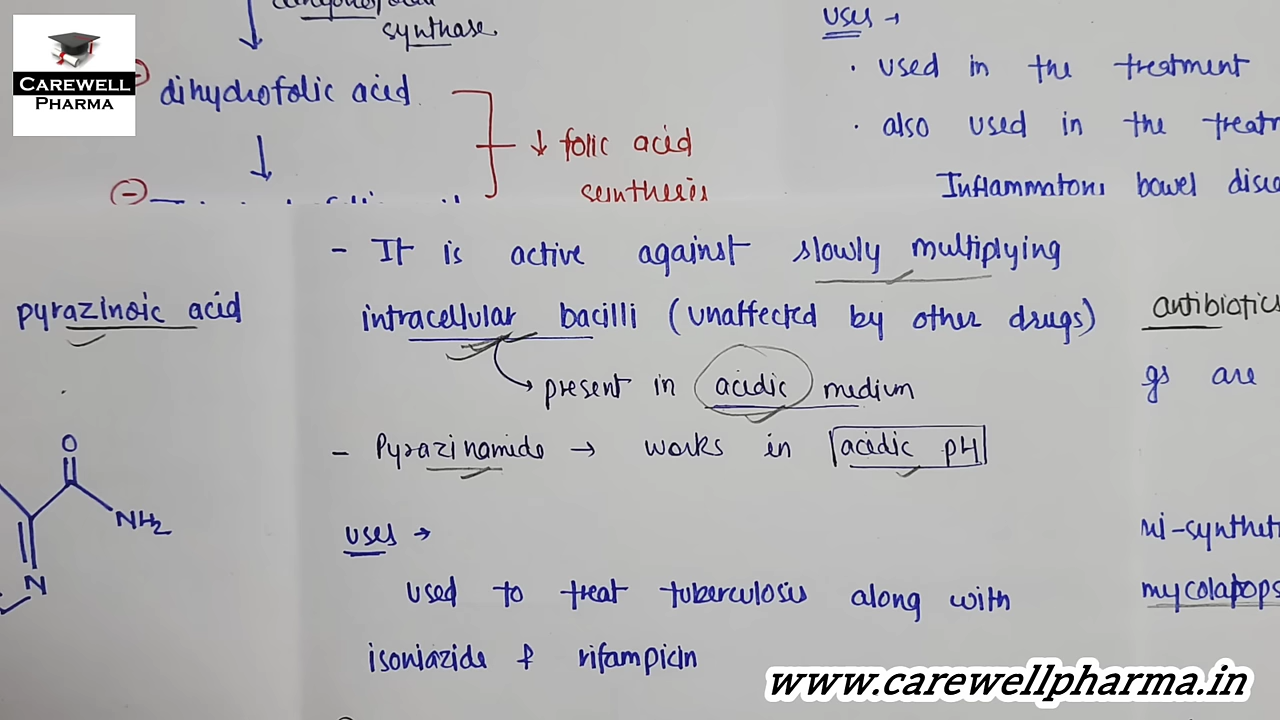 CAREWELL
PHARMA
synthase.
dihydrofolic acid
↓ folic acid
synthesis
uses →
· used in the treatment
· also used in the
Inflammatory bowel
pyrazinoic acid
- It is active against slowly multiplying
intracellular bacilli (unaffected by other drugs)
present in acidic medium
- Pyrazinamide → works in acidic pH
O
NH2
N
uses →
used to treat tuberculosis along with
isoniazide & rifampicin
antibiotics
gs are
www.carewellpharma.in